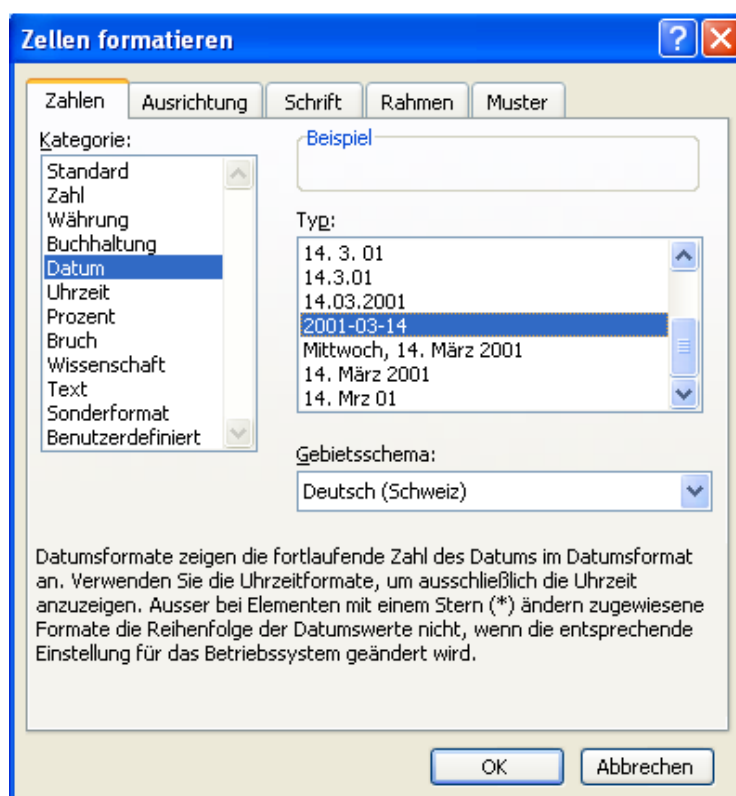 Zellen formatieren
Zahlen Ausrichtung Schrift Rahmen Muster
Kategorie:
Standard
Zahl
Währung
Buchhaltung
Datum
Uhrzeit
Prozent
Bruch
Wissenschaft
Text
Sonderformat
Benutzerdefiniert
Beispiel
Typ:
14. 3. 01
14.3.01
14.03.2001
2001-03-14
Mittwoch, 14. März 2001
14. März 2001
14. Mrz 01
Gebietsschema:
Deutsch (Schweiz)
Datumsformate zeigen die fortlaufende Zahl des Datums im Datumsformat
an. Verwenden Sie die Uhrzeitformate, um ausschließlich die Uhrzeit
anzuzeigen. Ausser bei Elementen mit einem Stern (*) ändern zugewiesene
Formate die Reihenfolge der Datumswerte nicht, wenn die entsprechende
Einstellung für das Betriebssystem geändert wird.
OK Abbrechen